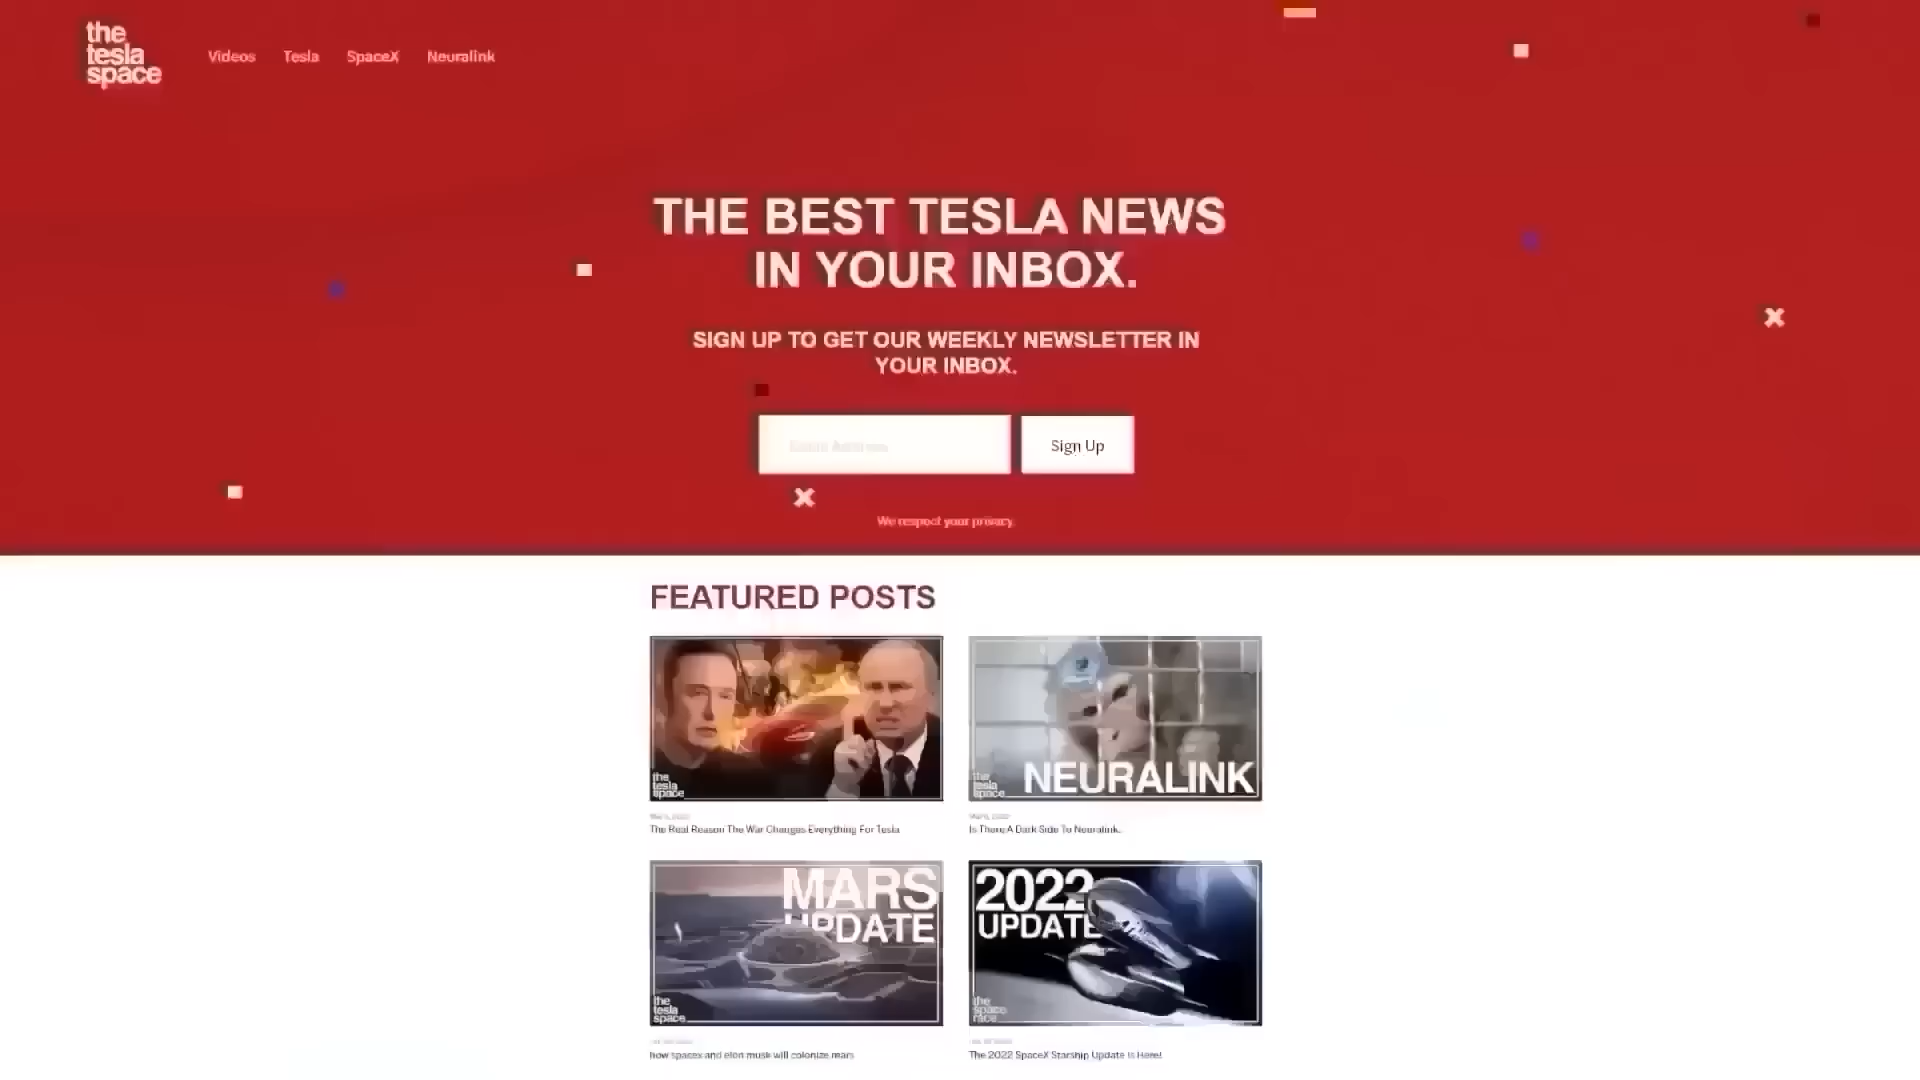 the
tesla
space
Videos Tesla SpaceX Neuralink
THE BEST TESLA NEWS
IN YOUR INBOX.
SIGN UP TO GET OUR WEEKLY NEWSLETTER IN
YOUR INBOX.
Sign Up
We respect your privacy.
FEATURED POSTS
the
tesla
space
the
tesla
space
NEURALINK
The Real Reason The War Changes Everything For Tesla
Is There A Dark Side To Neuralink.
MARS
UPDATE
the
tesla
space
2022
UPDATE
the
space
race
how spacex and elon musk will colonize mars
The 2022 SpaceX Starship Update is Here!